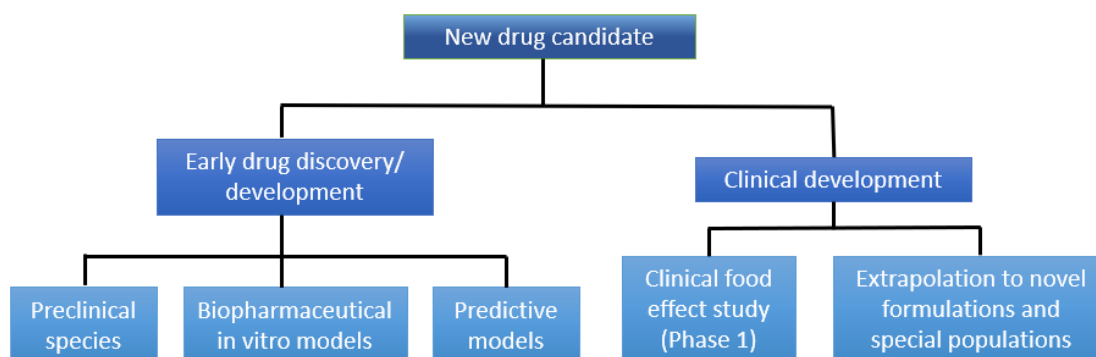 New drug candidate
Early drug discovery/
development
Clinical development
Preclinical
species
Biopharmaceutical
in vitro models
Predictive
models
Clinical food
effect study
(Phase 1)
Extrapolation to novel
formulations and
special populations